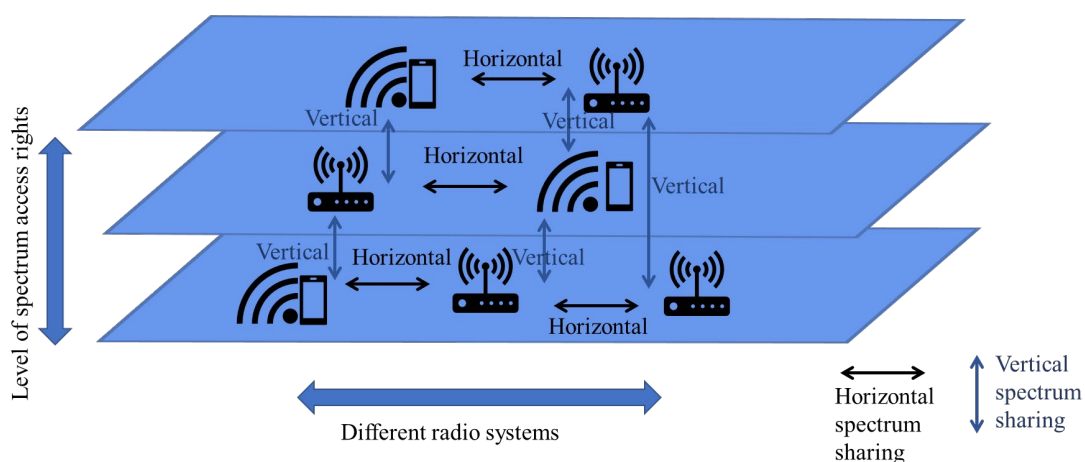 Horizontal
Vertical
Vertical
Horizontal
Vertical
Vertical
Horizontal
Vertical
Horizontal
Level of spectrum access rights
Different radio systems
Horizontal
spectrum
sharing
Vertical
spectrum
sharing